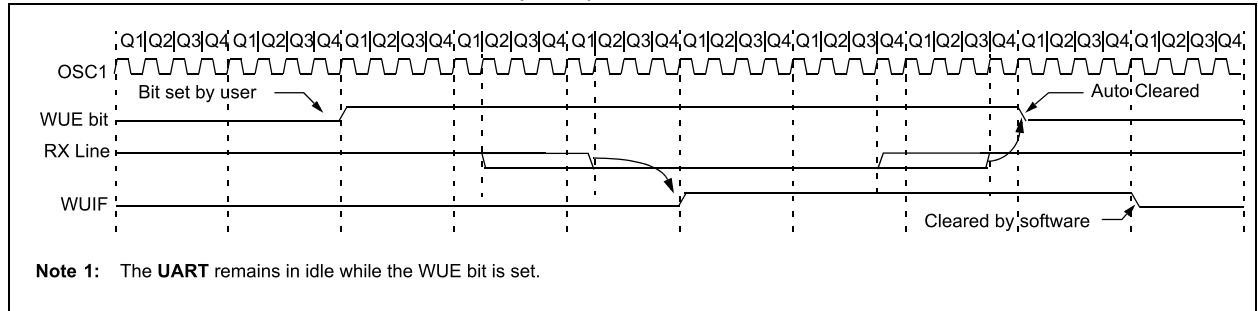 Q1|Q2|Q3|Q4 Q1|Q2|Q3|Q4 Q1|Q2|Q3|Q4 Q1|Q2|Q3|Q4 Q1|Q2|Q3|Q4 Q1|Q2|Q3|Q4 Q1|Q2|Q3|Q4 Q1|Q2|Q3|Q4 Q1|Q2|Q3|Q4 Q1|Q2|Q3|Q4
OSC1
Bit set by user
Auto Cleared
WUE bit
RX Line
WUIF
Cleared by software
Note 1: The UART remains in idle while the WUE bit is set.